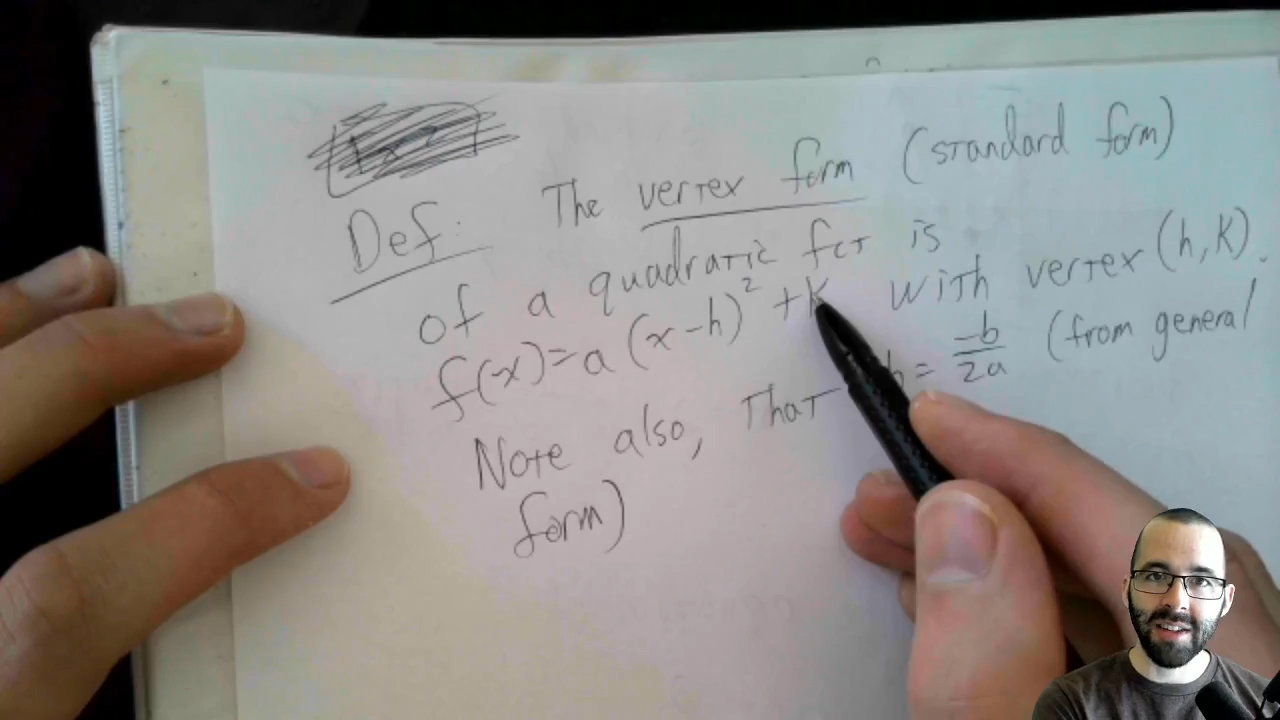 Def. The vertex form (standard form)
of a quadratic fct is
f(x)=a(x-h)²+k with vertex (h,k).
Note also, that h= -b/2a (from general
form)